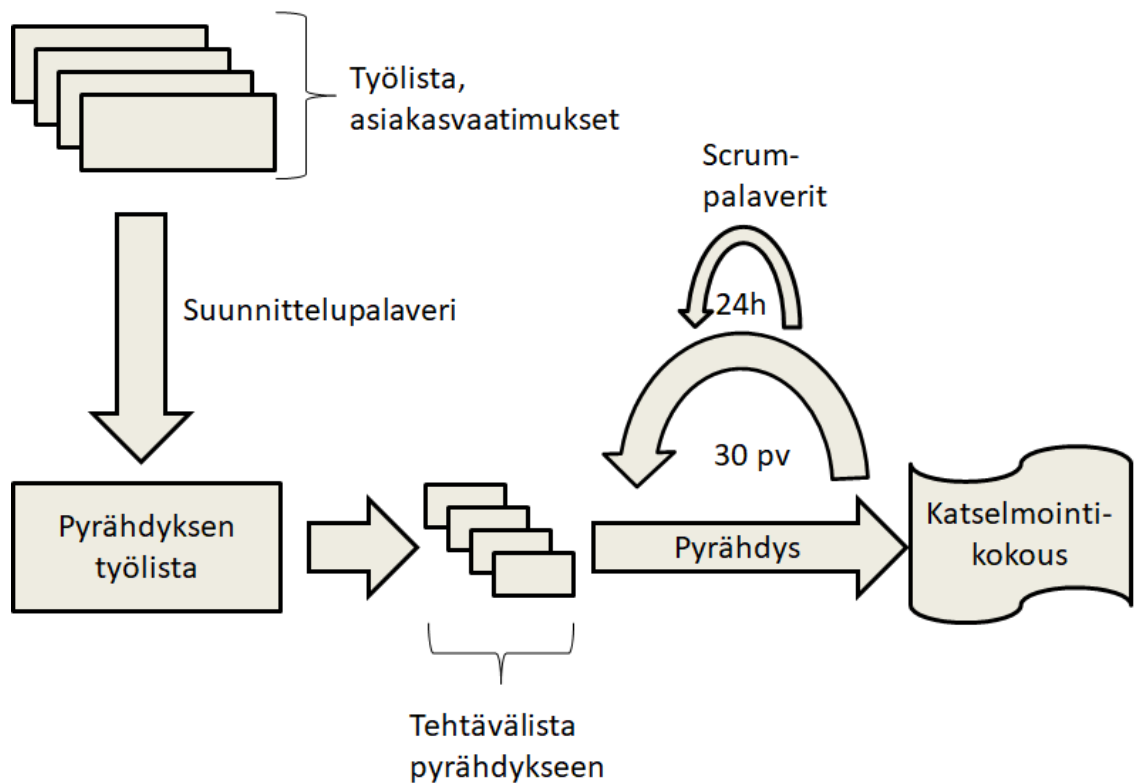 Työlista,
asiakasvaatimukset
Scrum-
palaverit
24h
Suunnittelupalaveri
30 pv
Pyrähdyksen
työlista
Pyrähdys
Katselmointi-
kokous
Tehtävälista
pyrähdykseen